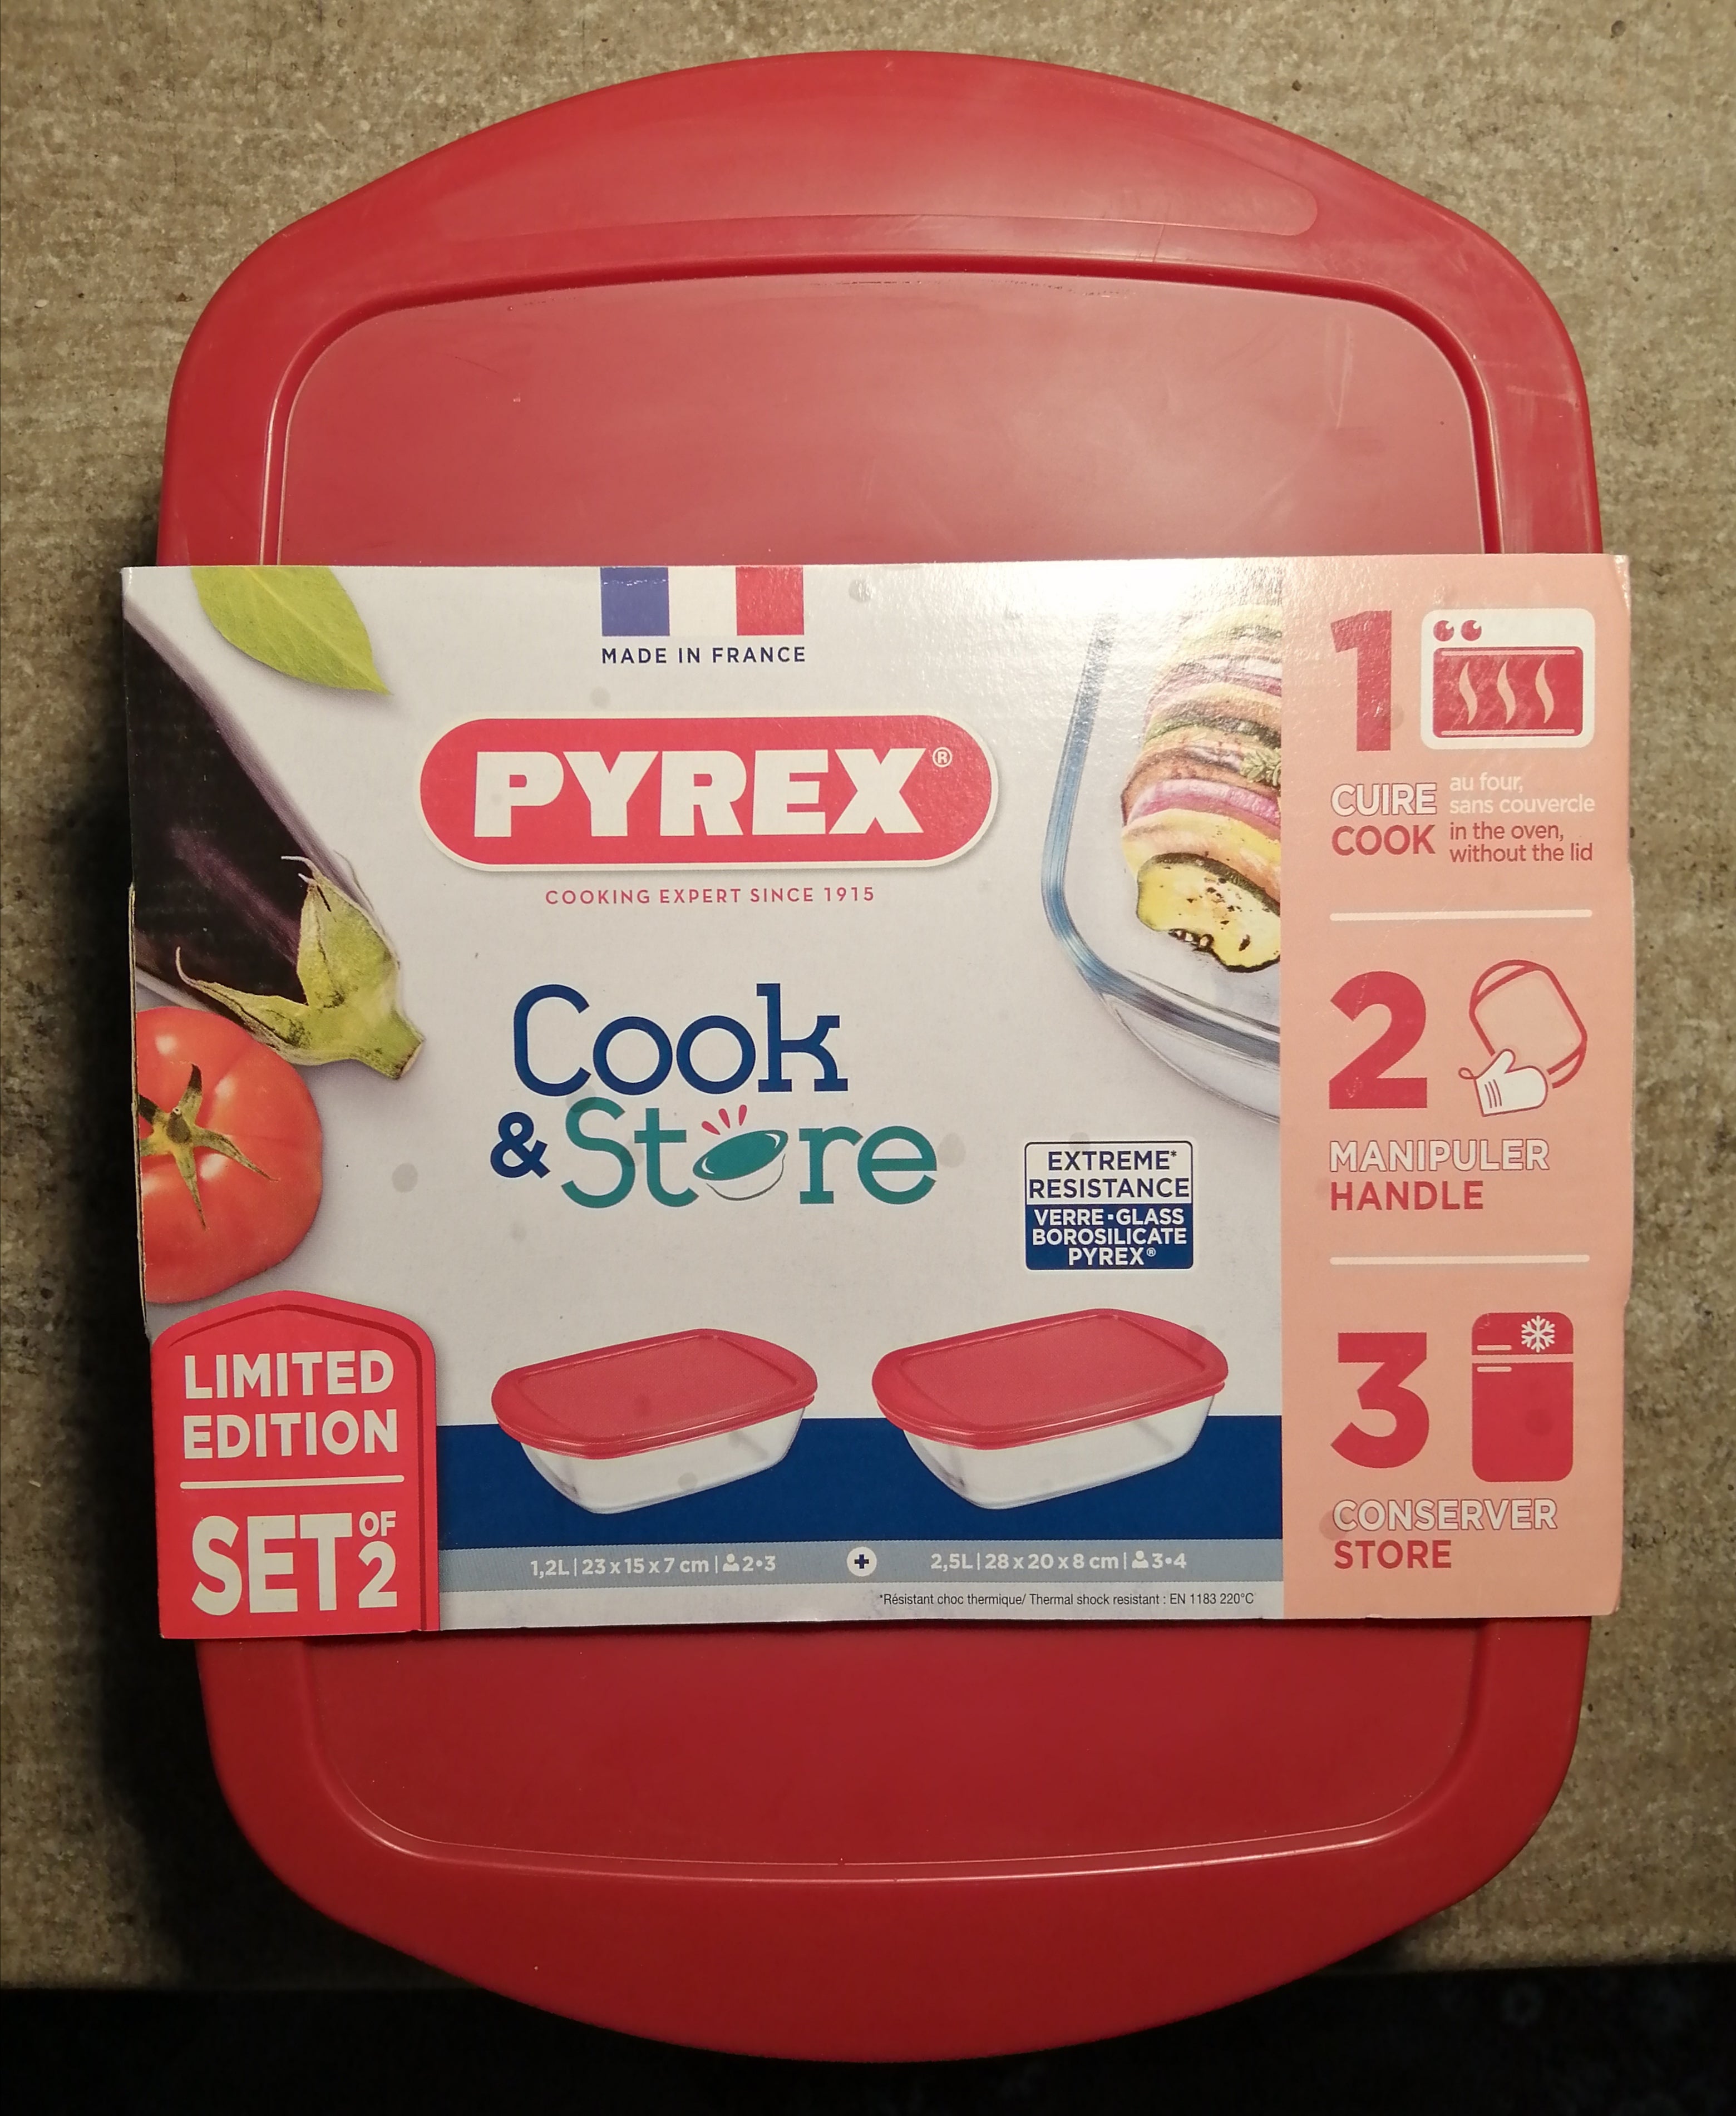 MADE IN FRANCE
PYREX®
COOKING EXPERT SINCE 1915
Cook
&Store
EXTREME*
RESISTANCE
VERRE·GLASS
BOROSILICATE
PYREX®
LIMITED
EDITION
SET OF 2
1,2L | 23 x 15 x 7 cm | 2•3
+
2,5L | 28 x 20 x 8 cm | 3•4
*Résistant choc thermique/ Thermal shock resistant : EN 1183 220°C
1
CUIRE au four,
sans couvercle
COOK in the oven,
without the lid
2
MANIPULER
HANDLE
3
CONSERVER
STORE